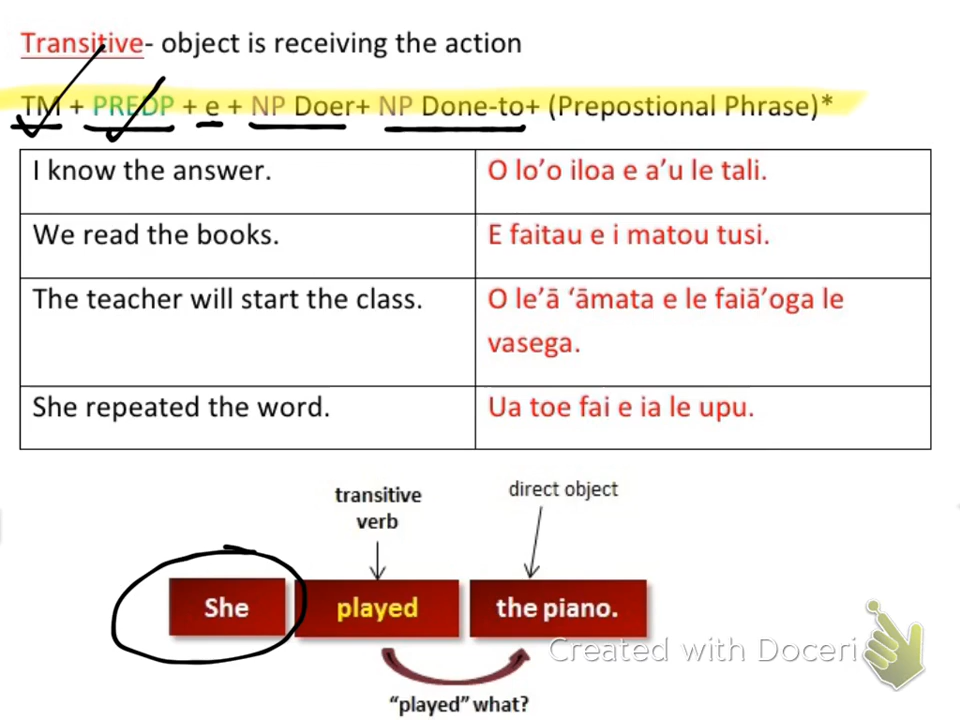 Transitive- object is receiving the action
TM + PREDP + e + NP Doer+ NP Done-to+ (Prepostional Phrase)*
I know the answer.
O lo’o iloa e a’u le tali.
We read the books.
E faitau e i matou tusi.
The teacher will start the class.
O le’ā ‘āmata e le faiā’oga le
vasega.
She repeated the word.
Ua toe fai e ia le upu.
transitive
verb
direct object
She
played
the piano.
Created with Doceri
“played” what?